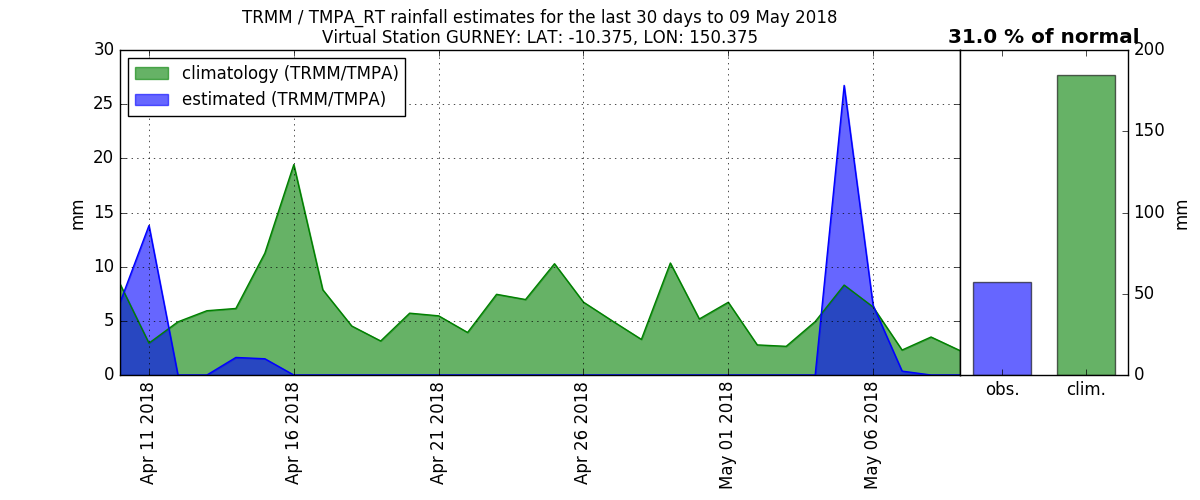 TRMM / TMPA_RT rainfall estimates for the last 30 days to 09 May 2018
Virtual Station GURNEY: LAT: -10.375, LON: 150.375
31.0 % of normal
climatology (TRMM/TMPA)
estimated (TRMM/TMPA)
mm
30
25
20
15
10
5
0
Apr 11 2018
Apr 16 2018
Apr 21 2018
Apr 26 2018
May 01 2018
May 06 2018
200
150
100
50
0
mm
obs.
clim.